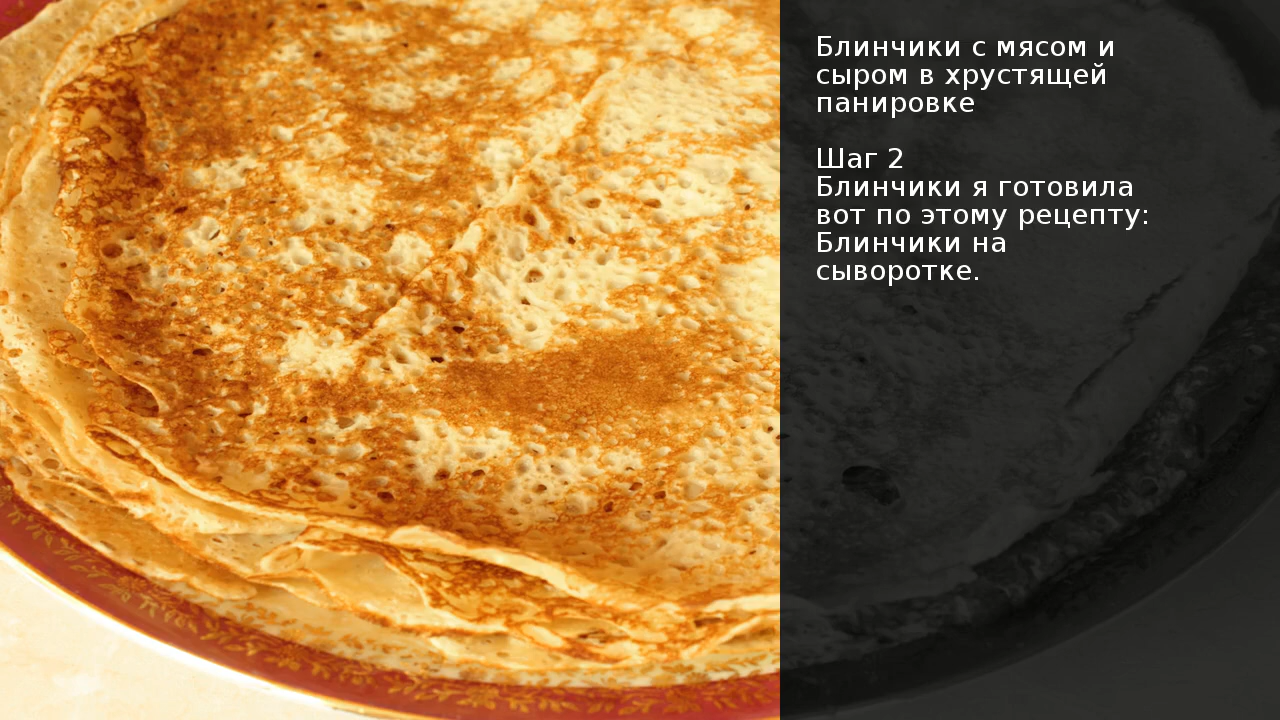 Блинчики с мясом и
сыром в хрустящей
панировке
Шаг 2
Блинчики я готовила
вот по этому рецепту:
Блинчики на
сыворотке.